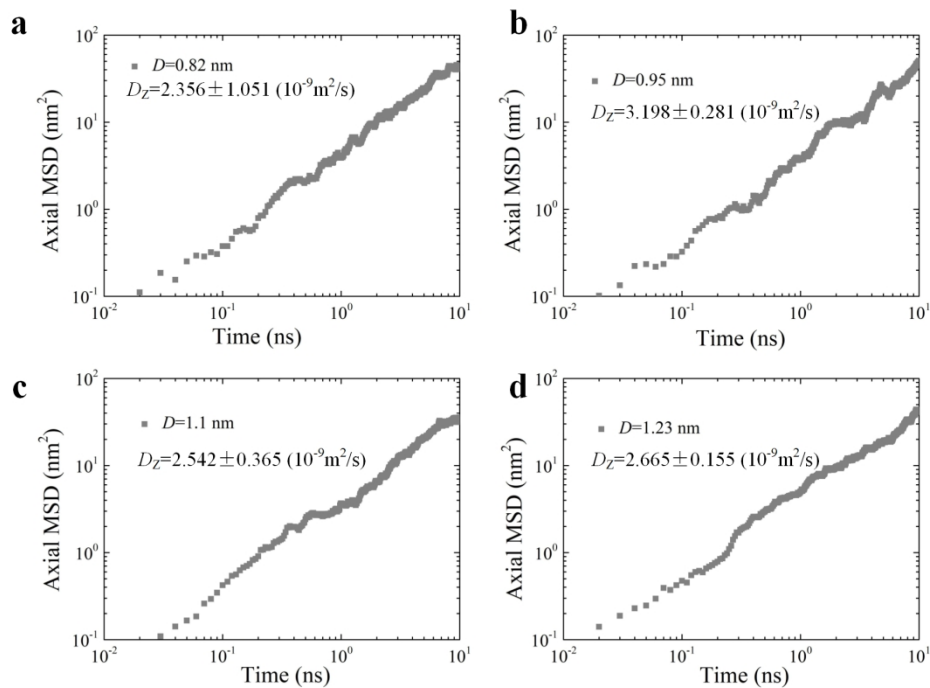 a
Axial MSD (nm²)
10²
10¹
10⁰
10⁻¹
D=0.82 nm
D_Z=2.356±1.051 (10⁻⁹m²/s)
10⁻² 10⁻¹ 10⁰ 10¹
Time (ns)
b
Axial MSD (nm²)
10²
10¹
10⁰
10⁻¹
D=0.95 nm
D_Z=3.198±0.281 (10⁻⁹m²/s)
10⁻² 10⁻¹ 10⁰ 10¹
Time (ns)
c
Axial MSD (nm²)
10²
10¹
10⁰
10⁻¹
D=1.1 nm
D_Z=2.542±0.365 (10⁻⁹m²/s)
10⁻² 10⁻¹ 10⁰ 10¹
Time (ns)
d
Axial MSD (nm²)
10²
10¹
10⁰
10⁻¹
D=1.23 nm
D_Z=2.665±0.155 (10⁻⁹m²/s)
10⁻² 10⁻¹ 10⁰ 10¹
Time (ns)